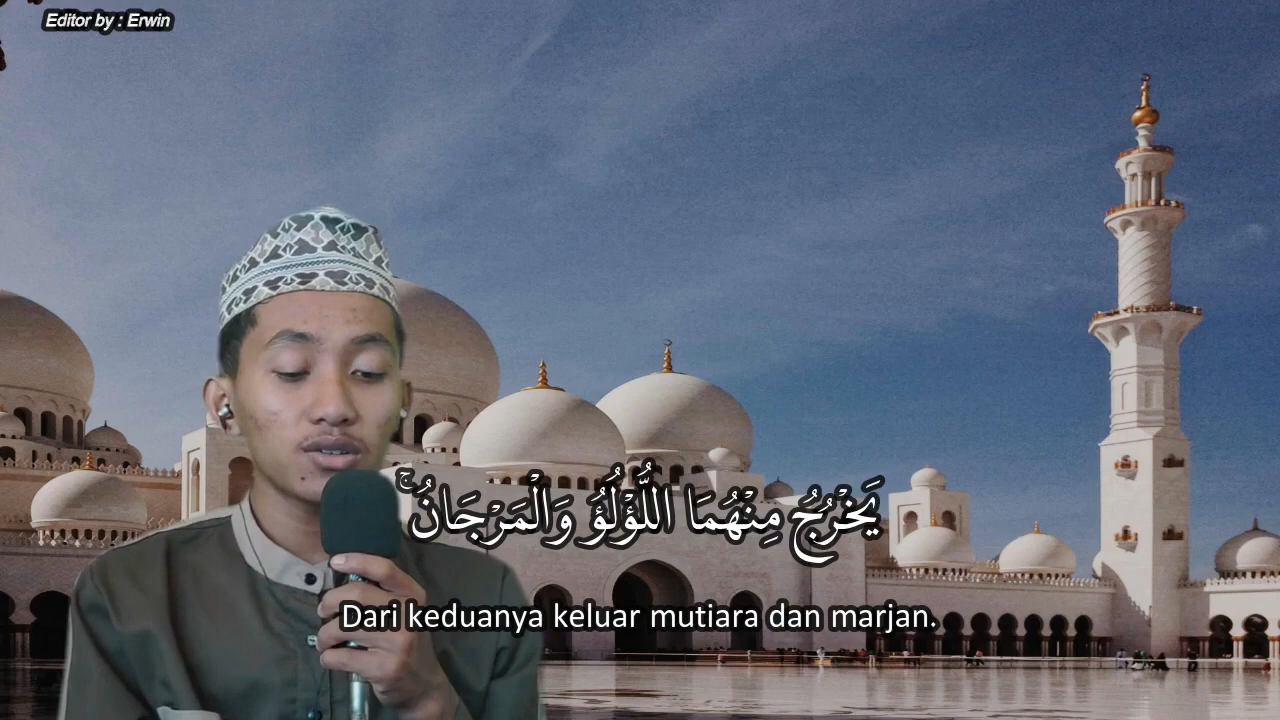 Editor by : Erwin
يَخْرُجُ مِنْهُمَا اللُّؤْلُؤُ وَالْمَرْجَانُۚ
Dari keduanya keluar mutiara dan marjan.